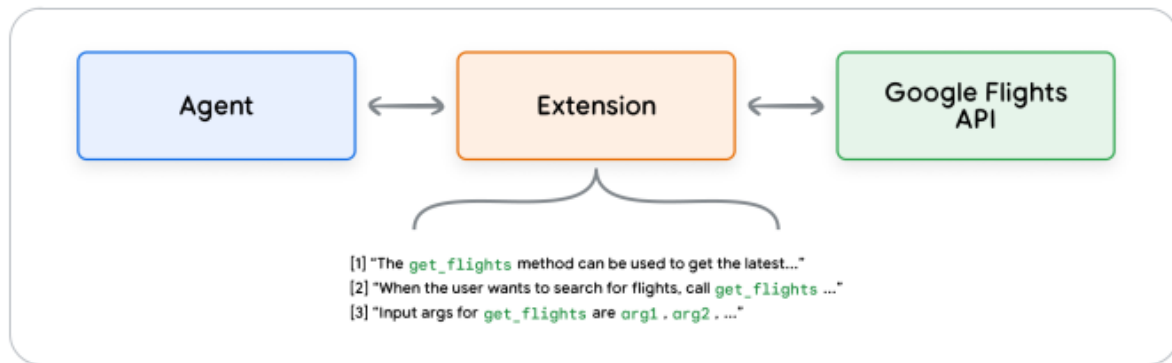 Agent
Extension
Google Flights
API
[1] “The get_flights method can be used to get the latest...”
[2] “When the user wants to search for flights, call get_flights ...”
[3] “Input args for get_flights are arg1 , arg2 , ...”